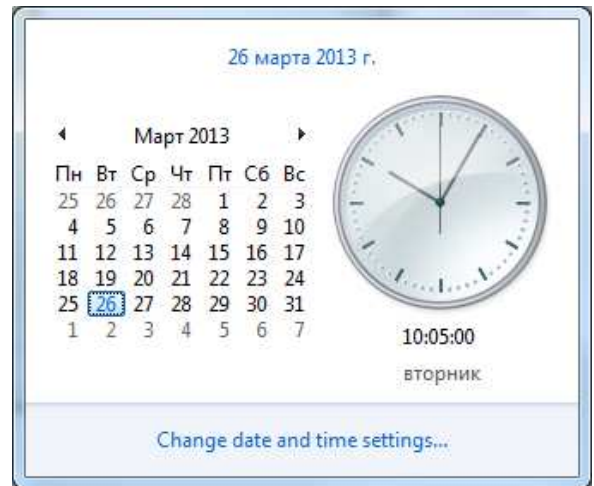 26 марта 2013 г.
Март 2013
Пн Вт Ср Чт Пт Сб Вс
25 26 27 28 1 2 3
4 5 6 7 8 9 10
11 12 13 14 15 16 17
18 19 20 21 22 23 24
25 26 27 28 29 30 31
1 2 3 4 5 6 7
10:05:00
вторник
Change date and time settings...